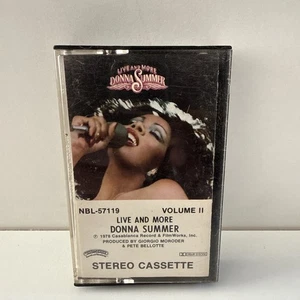 LIVE AND MORE
DONNA SUMMER
NBL-57119 VOLUME II
LIVE AND MORE
DONNA SUMMER
℗ 1978 Casablanca Record & FilmWorks, Inc.
PRODUCED BY GIORGIO MORODER
& PETE BELLOTTE
STEREO CASSETTE